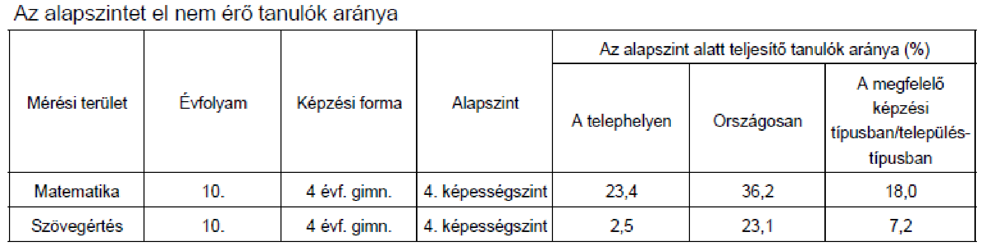 Az alapszintet el nem érő tanulók aránya
Az alapszint alatt teljesítő tanulók aránya (%)
Mérési terület
Évfolyam
Képzési forma
Alapszint
A telephelyen
Országosan
A megfelelő
képzési
típusban/település-
típusban
Matematika 10. 4 évf. gimn. 4. képességszint 23,4 36,2 18,0
Szövegértés 10. 4 évf. gimn. 4. képességszint 2,5 23,1 7,2